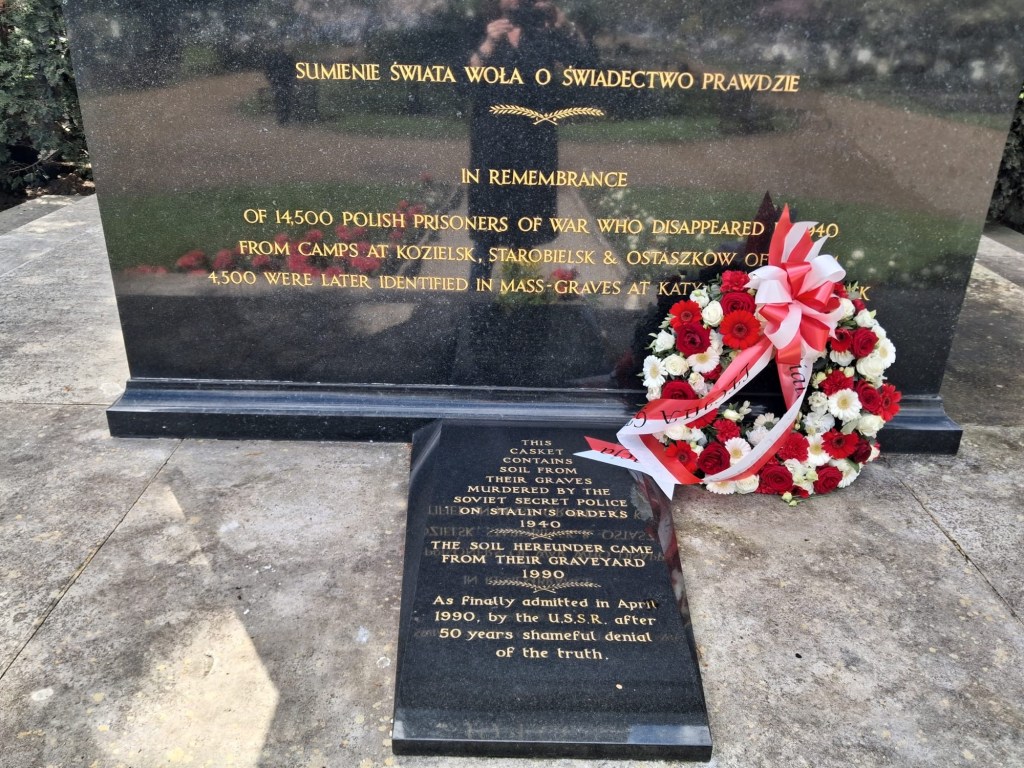 SUMIENIE ŚWIATA WOŁA O ŚWIADECTWO PRAWDZIE
IN REMEMBRANCE
OF 14,500 POLISH PRISONERS OF WAR WHO DISAPPEARED 1940
FROM CAMPS AT KOZIELSK, STAROBIELSK & OSTASZKÓW OF
4,500 WERE LATER IDENTIFIED IN MASS-GRAVES AT
THIS
CASKET
CONTAINS
SOIL FROM
THEIR GRAVES
MURDERED BY THE
SOVIET SECRET POLICE
ON STALIN'S ORDERS
1940
THE SOIL HEREUNDER CAME
FROM THEIR GRAVEYARD
1990
As finally admitted in April
1990, by the U.S.S.R. after
50 years shameful denial
of the truth.